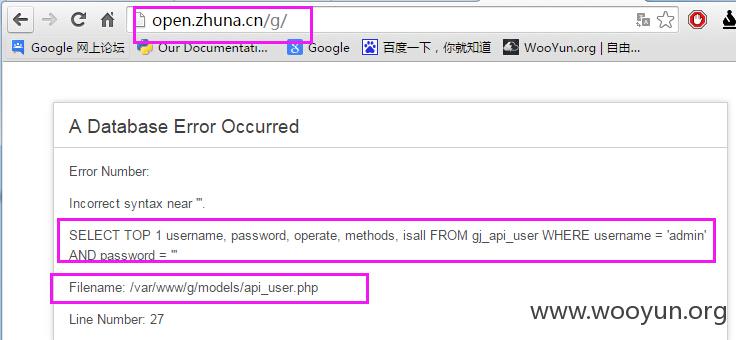 open.zhuna.cn/g/
Google 网上论坛 Our Documentati... Google 百度一下，你就知道 WooYun.org | 自由...
A Database Error Occurred
Error Number:
Incorrect syntax near '''.
SELECT TOP 1 username, password, operate, methods, isall FROM gj_api_user WHERE username = 'admin'
AND password = '''
Filename: /var/www/g/models/api_user.php
Line Number: 27
www.wooyun.org